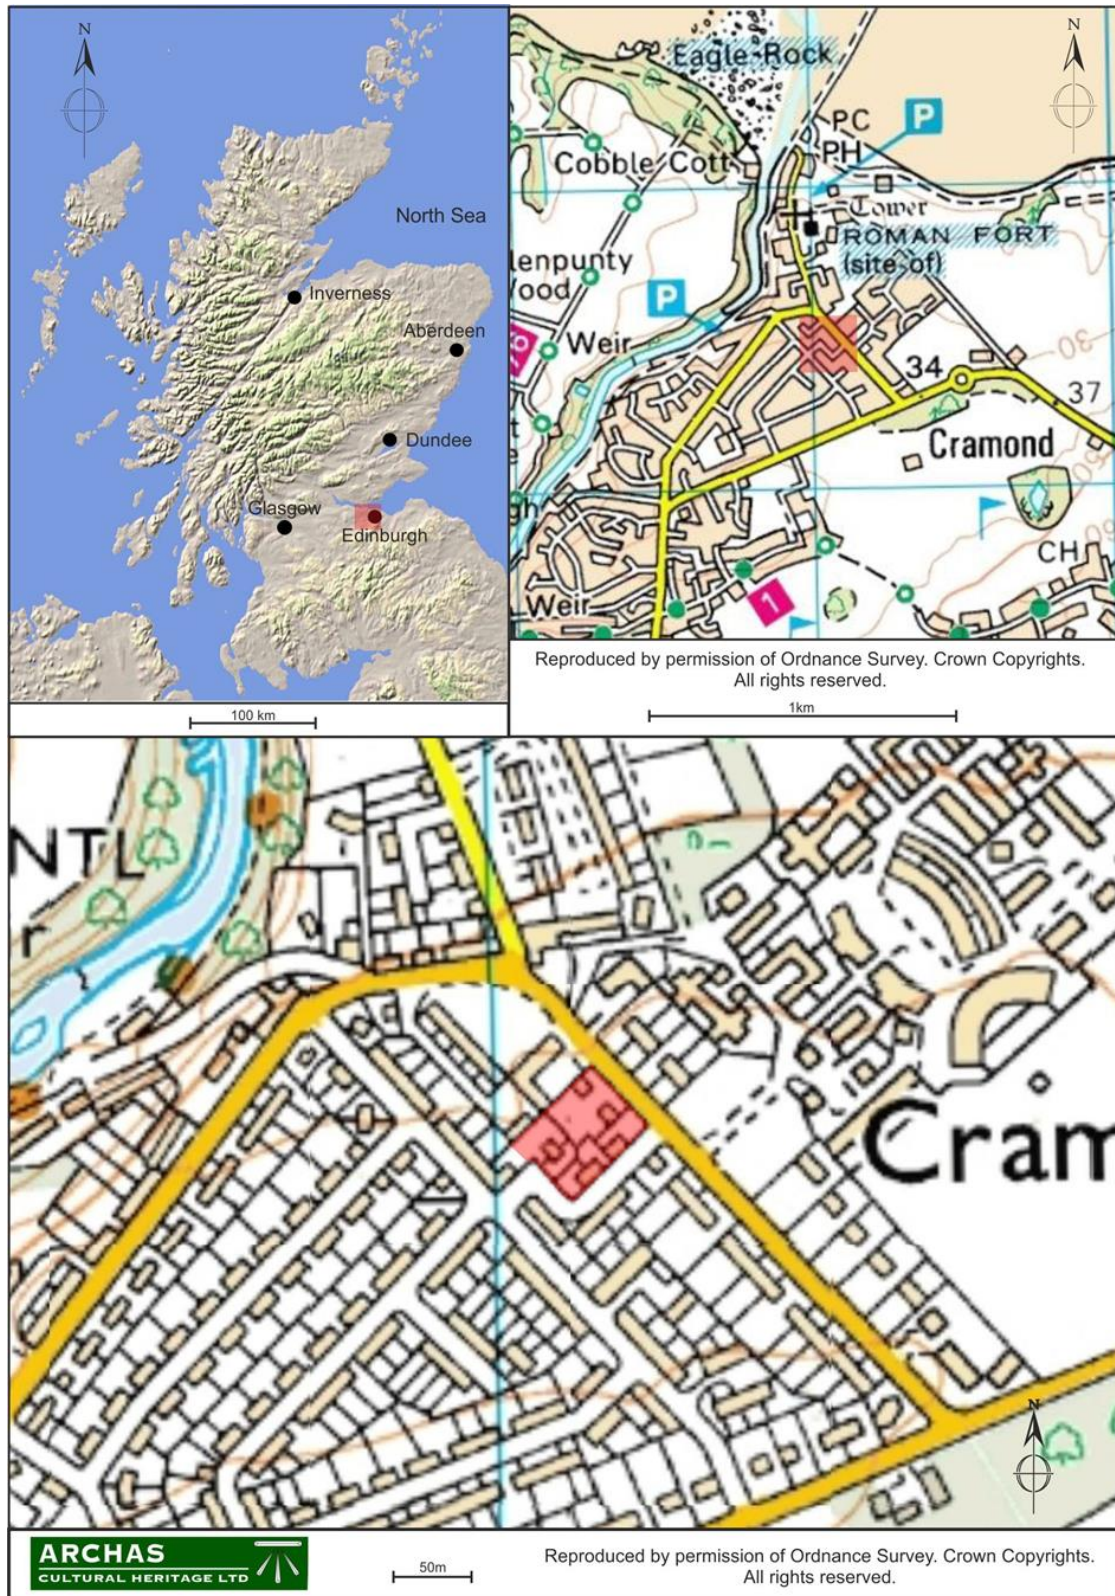 N
North Sea
Inverness
Aberdeen
Dundee
Glasgow
Edinburgh
100 km
N
Eagle Rock
P
PC
PH
Cobble Cott
Tower
ROMAN FORT
(site of)
lenpunty
ood
P
Weir
34
37
30
Cramond
CH
Weir
1
Reproduced by permission of Ordnance Survey. Crown Copyrights.
All rights reserved.
1km
NTL
r
Cram
N
ARCHAS
CULTURAL HERITAGE LTD
50m
Reproduced by permission of Ordnance Survey. Crown Copyrights.
All rights reserved.